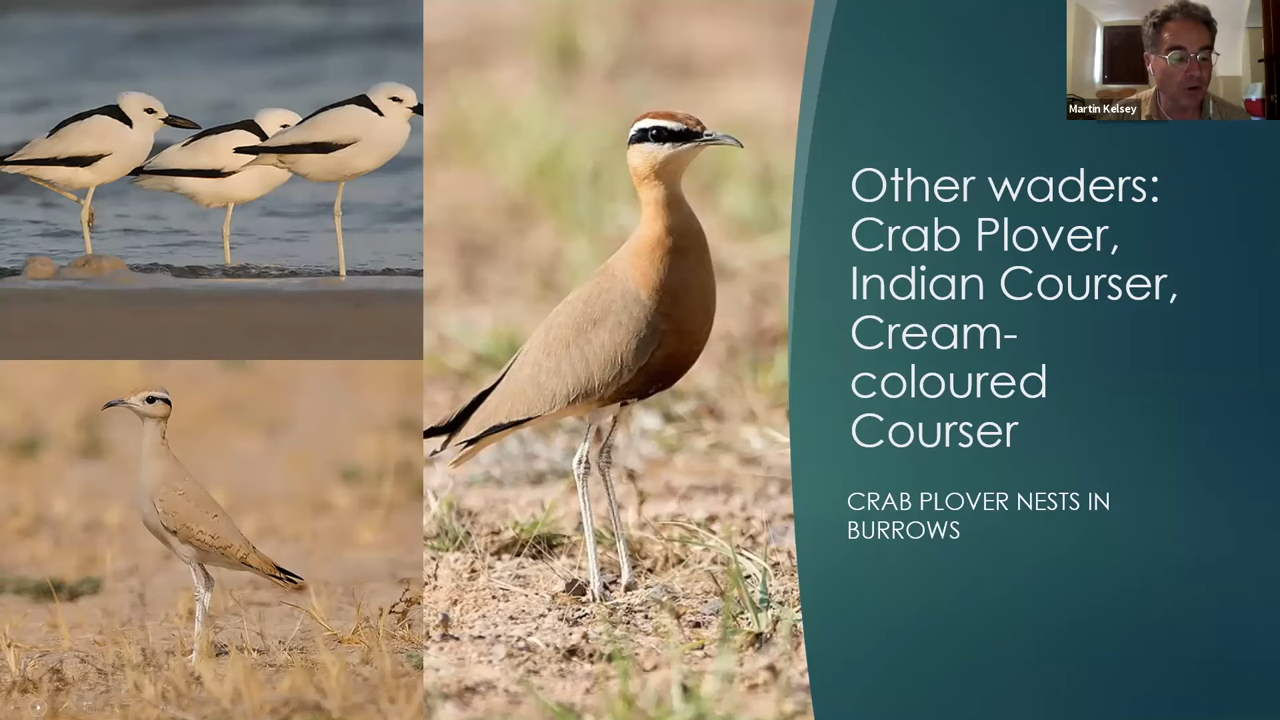 Martin Kelsey
Other waders:
Crab Plover,
Indian Courser,
Cream-
coloured
Courser
CRAB PLOVER NESTS IN
BURROWS